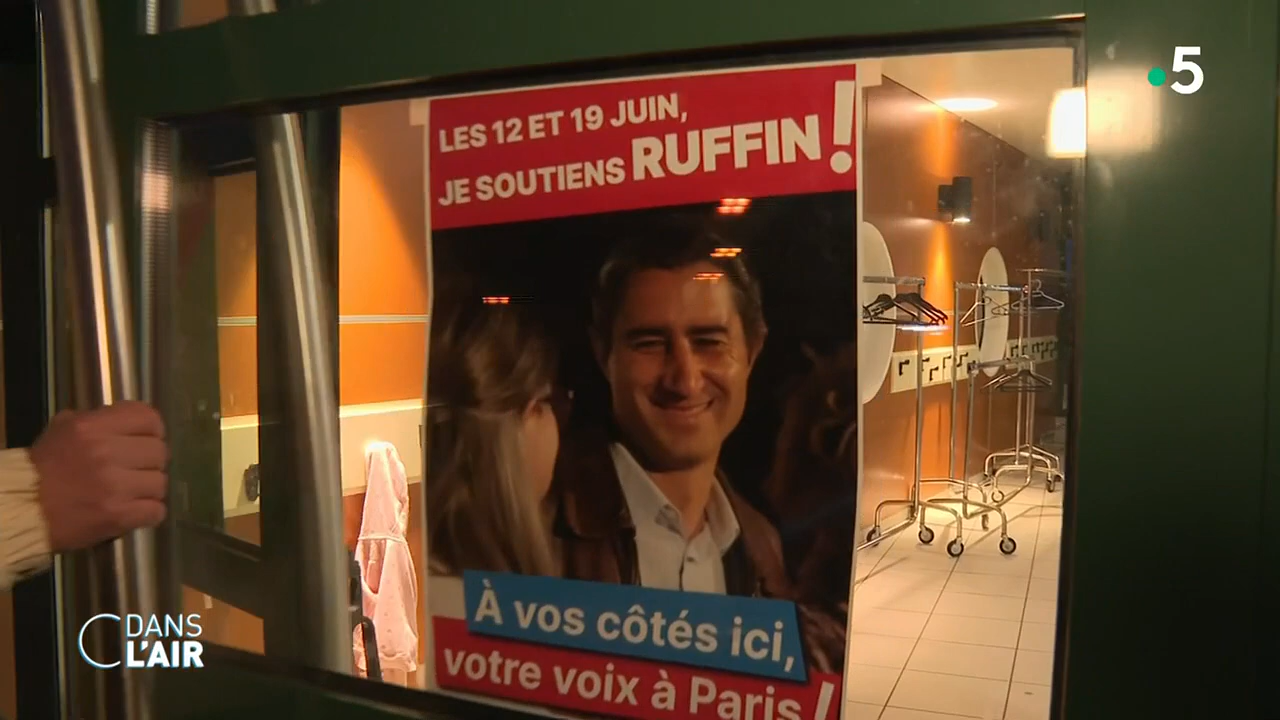 5
LES 12 ET 19 JUIN,
JE SOUTIENS RUFFIN !
À vos côtés ici,
votre voix à Paris !
C DANS
L'AIR